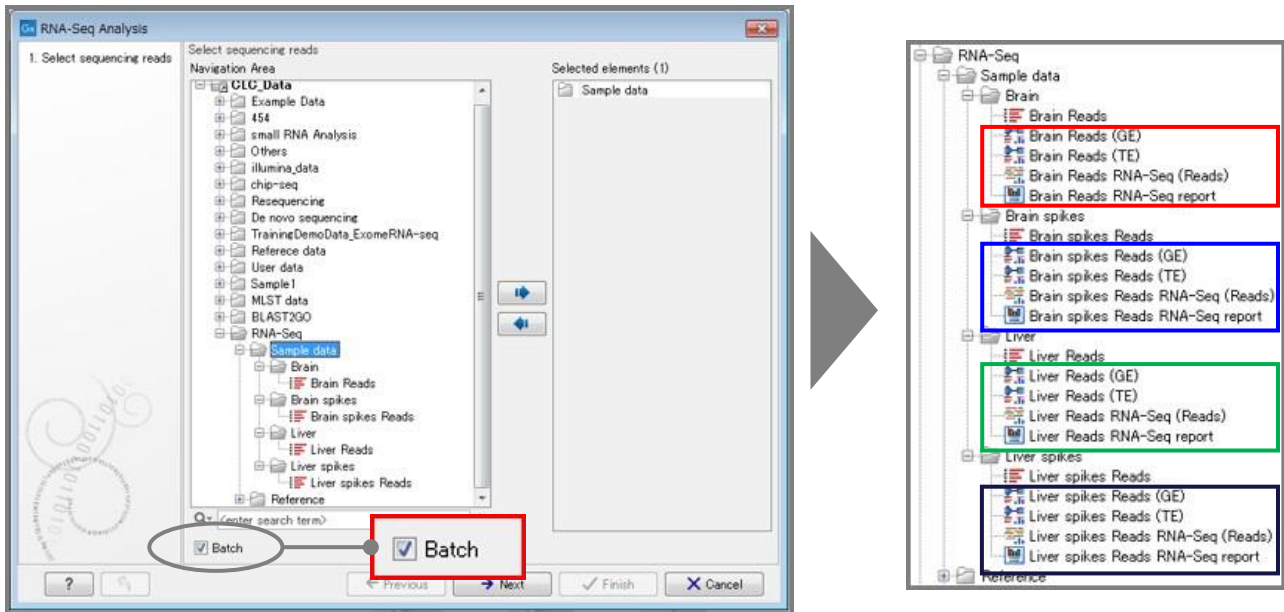 RNA-Seq Analysis
1. Select sequencing reads
Select sequencing reads
Navigation Area
CLC_Data
Example Data
454
small RNA Analysis
Others
illumina_data
chip-seq
Resequencing
De novo sequencing
TrainingDemoData_ExomeRNA-seq
Referece data
User data
Sample1
MLST data
BLAST2GO
RNA-Seq
Sample data
Brain
Brain Reads
Brain spikes
Brain spikes Reads
Liver
Liver Reads
Liver spikes
Liver spikes Reads
Reference
<enter search term>
Batch
Batch
Selected elements (1)
Sample data
?
Previous
Next
Finish
Cancel
RNA-Seq
Sample data
Brain
Brain Reads
Brain Reads (GE)
Brain Reads (TE)
Brain Reads RNA-Seq (Reads)
Brain Reads RNA-Seq report
Brain spikes
Brain spikes Reads
Brain spikes Reads (GE)
Brain spikes Reads (TE)
Brain spikes Reads RNA-Seq (Reads)
Brain spikes Reads RNA-Seq report
Liver
Liver Reads
Liver Reads (GE)
Liver Reads (TE)
Liver Reads RNA-Seq (Reads)
Liver Reads RNA-Seq report
Liver spikes
Liver spikes Reads
Liver spikes Reads (GE)
Liver spikes Reads (TE)
Liver spikes Reads RNA-Seq (Reads)
Liver spikes Reads RNA-Seq report
Reference